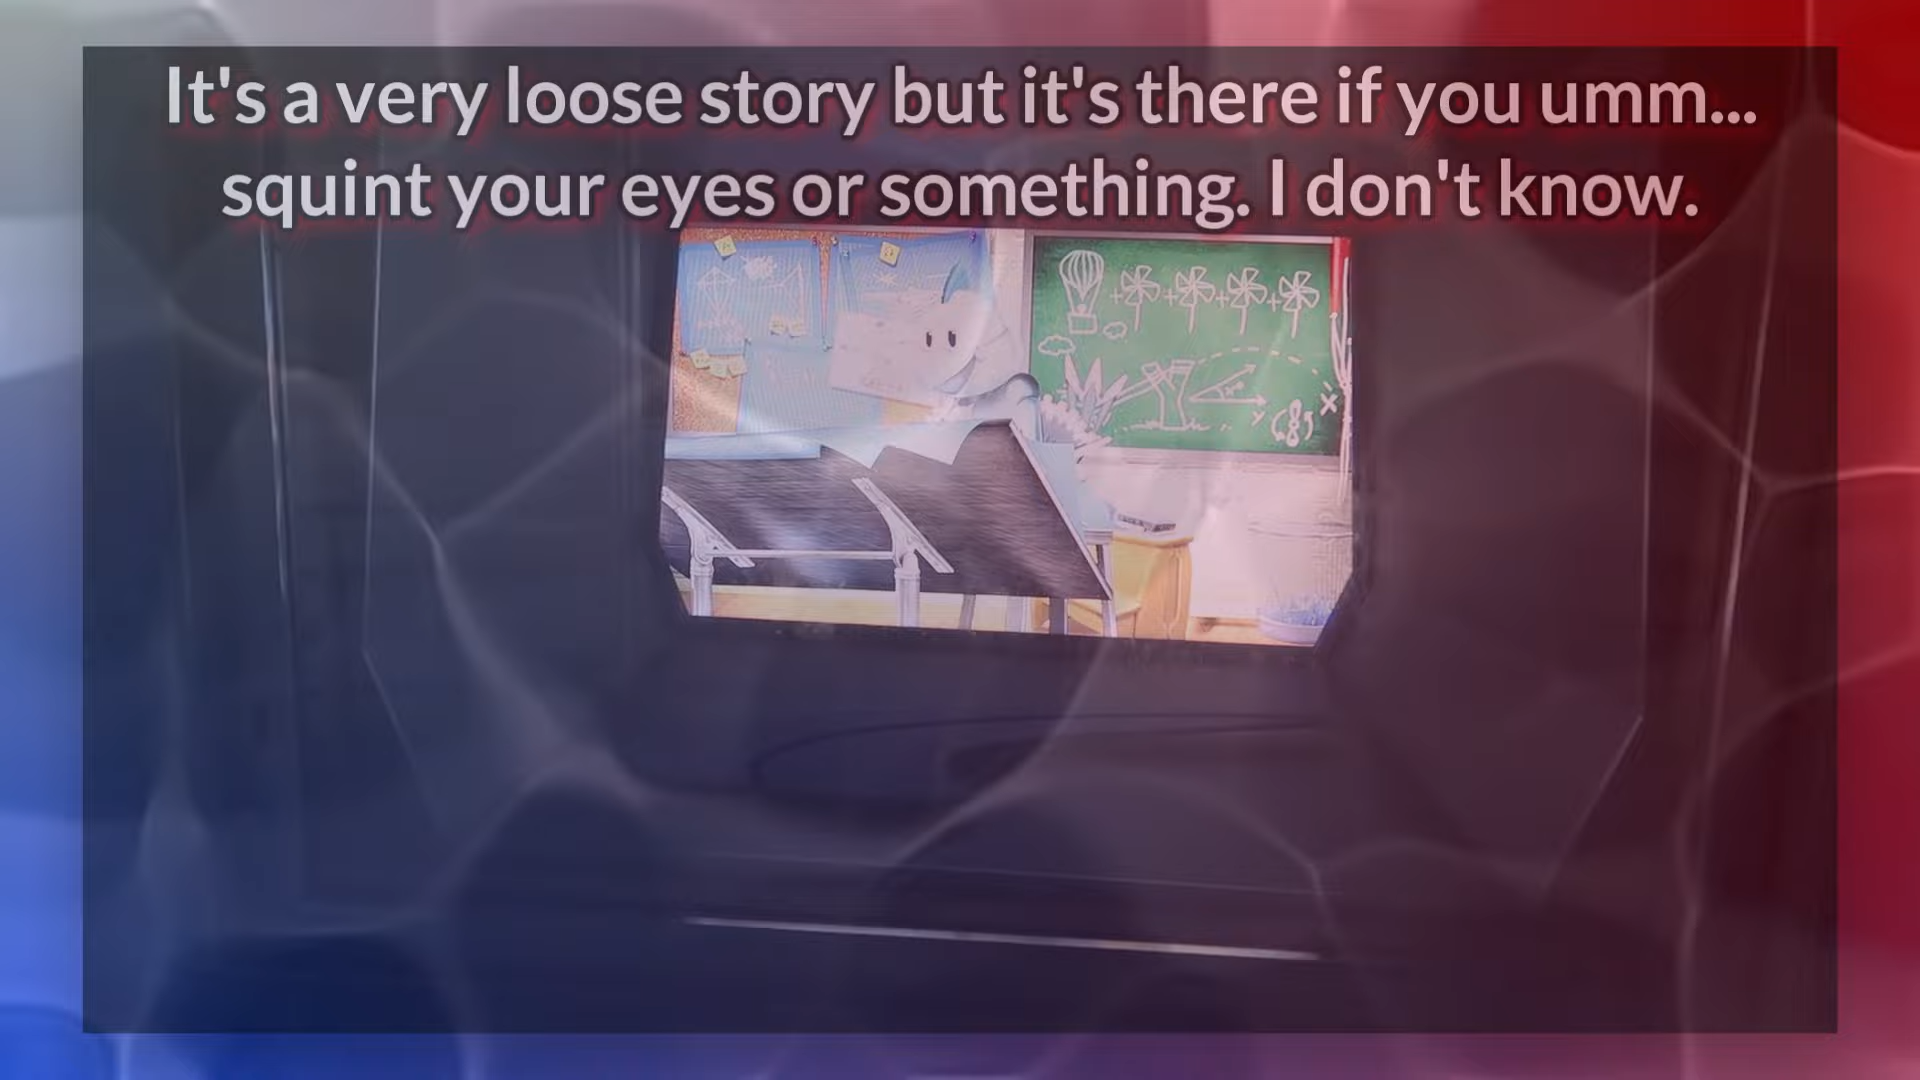 It's a very loose story but it's there if you umm...
squint your eyes or something. I don't know.